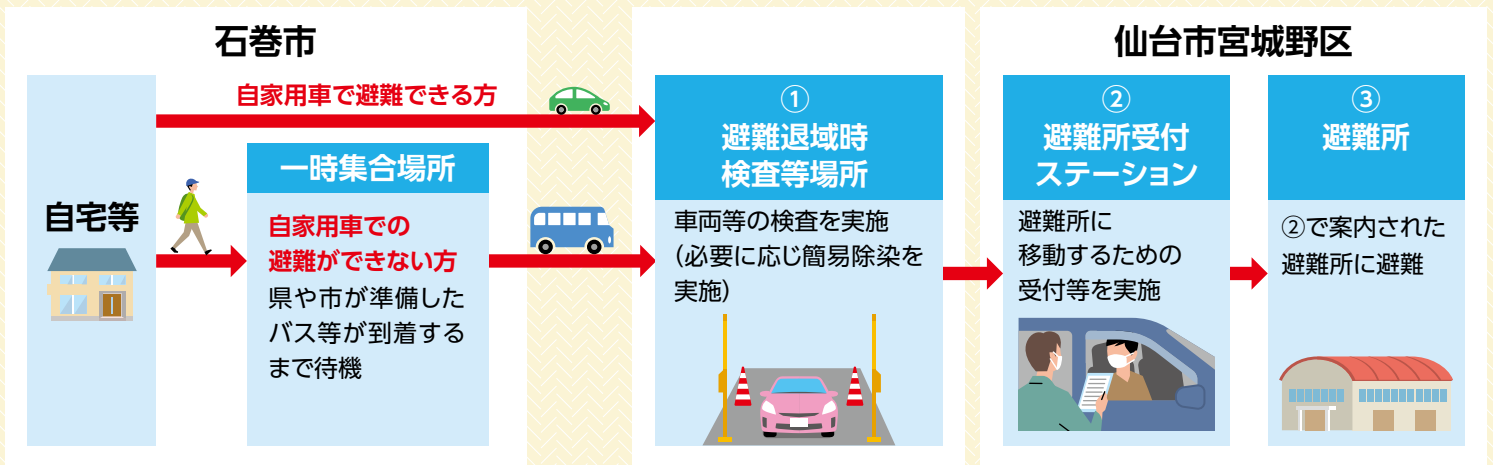 石巻市
自家用車で避難できる方
自宅等
一時集合場所
自家用車での
避難ができない方
県や市が準備した
バス等が到着する
まで待機
①
避難退域時
検査等場所
車両等の検査を実施
(必要に応じ簡易除染を
実施)
仙台市宮城野区
②
避難所受付
ステーション
避難所に
移動するための
受付等を実施
③
避難所
②で案内された
避難所に避難